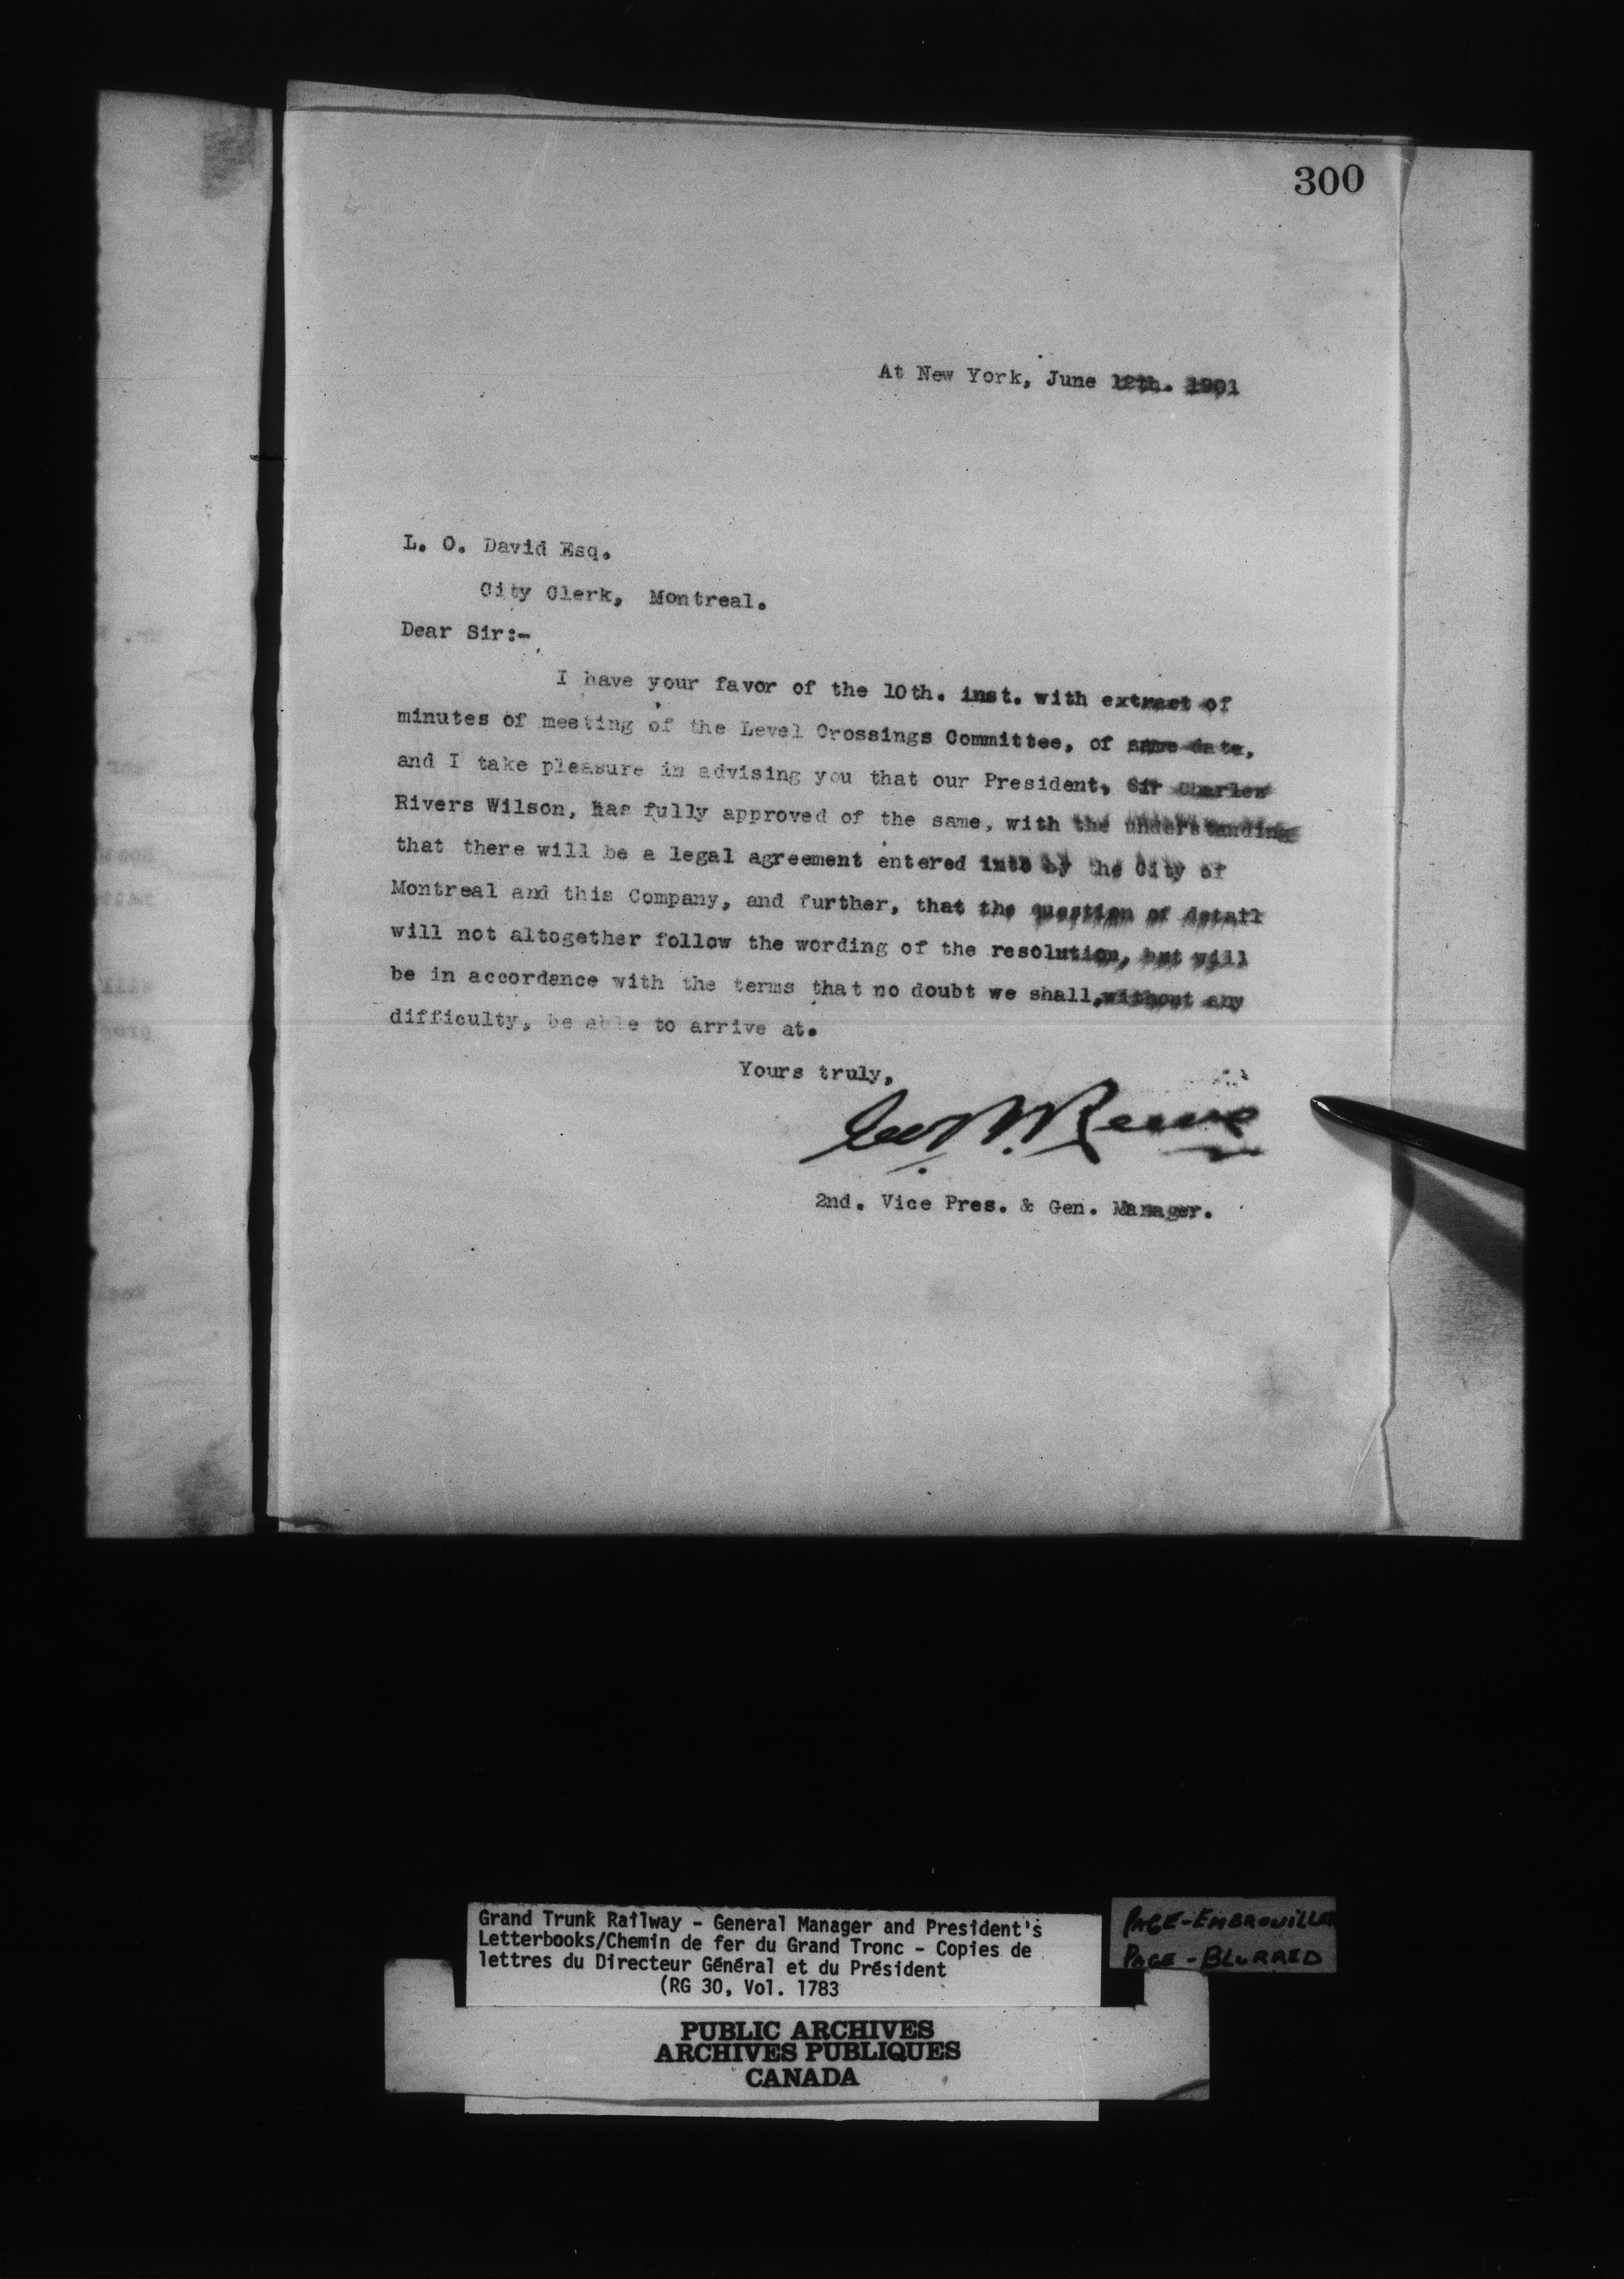 300
At New York, June 12th. 1901
L. O. David Esq.
City Clerk, Montreal.
Dear Sir:-
I have your favor of the 10th. inst. with extract of
minutes of meeting of the Level Crossings Committee, of same date,
and I take pleasure in advising you that our President, Sir Charles
Rivers Wilson, has fully approved of the same, with the understanding
that there will be a legal agreement entered into by the City of
Montreal and this Company, and further, that the question of detail
will not altogether follow the wording of the resolution, but will
be in accordance with the terms that no doubt we shall, without any
difficulty, be able to arrive at.
Yours truly,
Geo. B. Reeve
2nd. Vice Pres. & Gen. Manager.
Grand Trunk Railway - General Manager and President's
Letterbooks/Chemin de fer du Grand Tronc - Copies de
lettres du Directeur Général et du Président
(RG 30, Vol. 1783
PAGE-EMBROUILLER
PAGE-BLURRED
PUBLIC ARCHIVES
ARCHIVES PUBLIQUES
CANADA